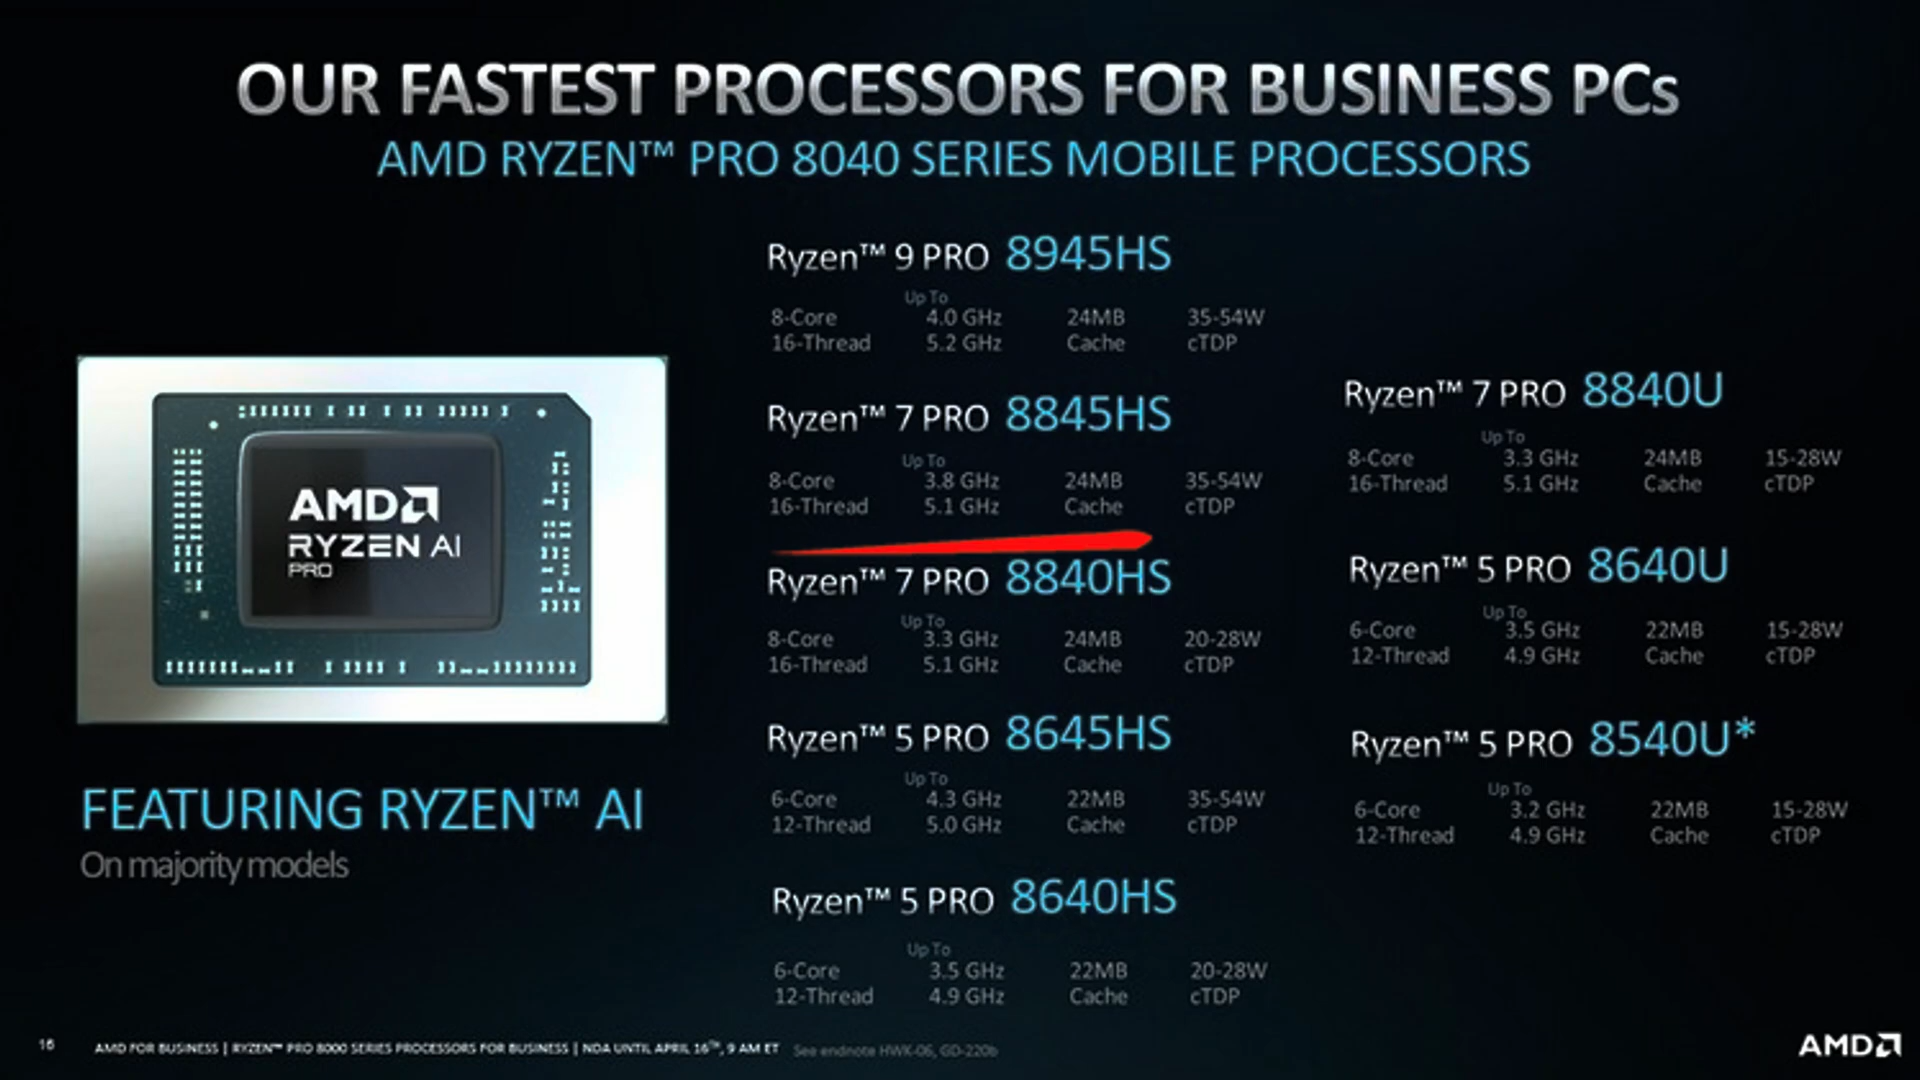 OUR FASTEST PROCESSORS FOR BUSINESS PCs
AMD RYZEN™ PRO 8040 SERIES MOBILE PROCESSORS
AMD
RYZEN AI
PRO
FEATURING RYZEN™ AI
On majority models
Ryzen™ 9 PRO 8945HS
Up To
8-Core 4.0 GHz 24MB 35-54W
16-Thread 5.2 GHz Cache cTDP
Ryzen™ 7 PRO 8845HS
Up To
8-Core 3.8 GHz 24MB 35-54W
16-Thread 5.1 GHz Cache cTDP
Ryzen™ 7 PRO 8840HS
Up To
8-Core 3.3 GHz 24MB 20-28W
16-Thread 5.1 GHz Cache cTDP
Ryzen™ 5 PRO 8645HS
Up To
6-Core 4.3 GHz 22MB 35-54W
12-Thread 5.0 GHz Cache cTDP
Ryzen™ 5 PRO 8640HS
Up To
6-Core 3.5 GHz 22MB 20-28W
12-Thread 4.9 GHz Cache cTDP
Ryzen™ 7 PRO 8840U
Up To
8-Core 3.3 GHz 24MB 15-28W
16-Thread 5.1 GHz Cache cTDP
Ryzen™ 5 PRO 8640U
Up To
6-Core 3.5 GHz 22MB 15-28W
12-Thread 4.9 GHz Cache cTDP
Ryzen™ 5 PRO 8540U*
Up To
6-Core 3.2 GHz 22MB 15-28W
12-Thread 4.9 GHz Cache cTDP
16 AMD FOR BUSINESS | RYZEN™ PRO 8000 SERIES PROCESSORS FOR BUSINESS | NDA UNTIL APRIL 16TH, 9 AM ET See endnote HWK-06, GD-220b
AMD